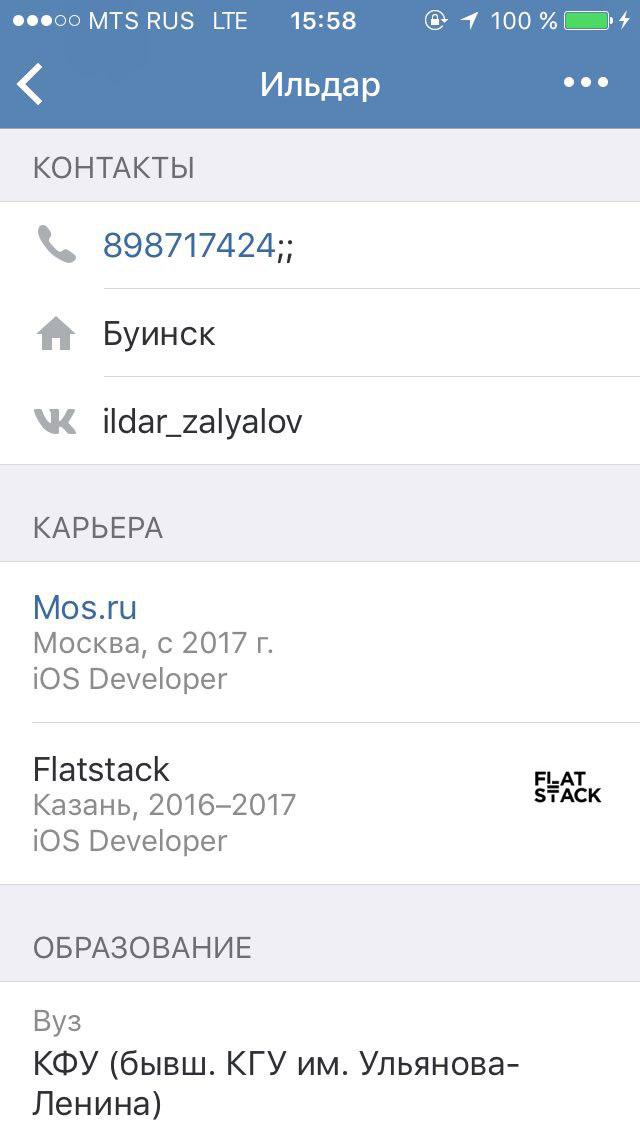 MTS RUS LTE 15:58 100 %
Ильдар
КОНТАКТЫ
898717424;;
Буинск
ildar_zalyalov
КАРЬЕРА
Mos.ru
Москва, с 2017 г.
iOS Developer
Flatstack
Казань, 2016–2017
iOS Developer
FLAT
STACK
ОБРАЗОВАНИЕ
Вуз
КФУ (бывш. КГУ им. Ульянова-
Ленина)